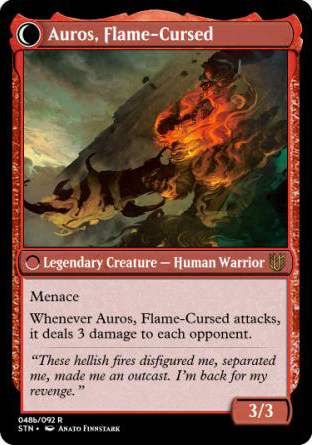 Auros, Flame-Cursed
Legendary Creature — Human Warrior
Menace
Whenever Auros, Flame-Cursed attacks,
it deals 3 damage to each opponent.
“These hellish fires disfigured me, separated
me, made me an outcast. I’m back for my
revenge.”
3/3
048b/092 R
STN • Anato Finnstark